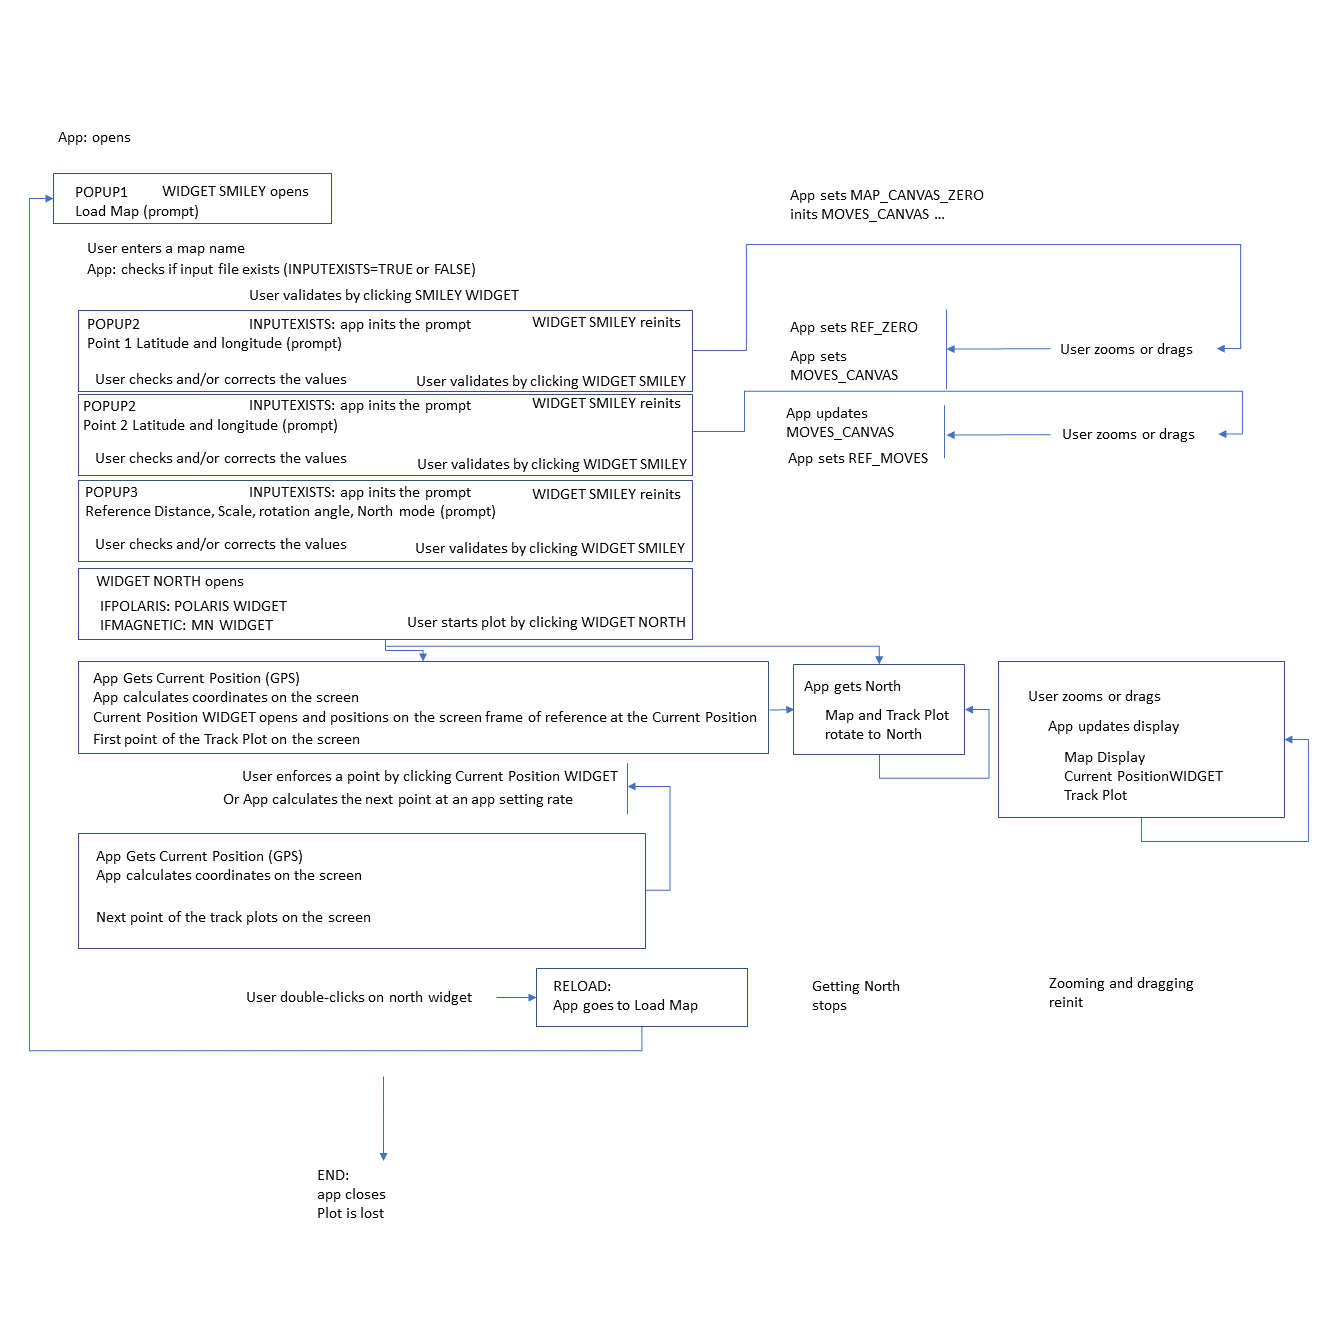 App: opens
POPUP1 WIDGET SMILEY opens
Load Map (prompt)
App sets MAP_CANVAS_ZERO
inits MOVES_CANVAS ...
User enters a map name
App: checks if input file exists (INPUTEXISTS=TRUE or FALSE)
User validates by clicking SMILEY WIDGET
POPUP2 INPUTEXISTS: app inits the prompt WIDGET SMILEY reinits
Point 1 Latitude and longitude (prompt)
User checks and/or corrects the values User validates by clicking WIDGET SMILEY
App sets REF_ZERO
App sets
MOVES_CANVAS
User zooms or drags
POPUP2 INPUTEXISTS: app inits the prompt WIDGET SMILEY reinits
Point 2 Latitude and longitude (prompt)
User checks and/or corrects the values User validates by clicking WIDGET SMILEY
App updates
MOVES_CANVAS
App sets REF_MOVES
User zooms or drags
POPUP3 INPUTEXISTS: app inits the prompt WIDGET SMILEY reinits
Reference Distance, Scale, rotation angle, North mode (prompt)
User checks and/or corrects the values User validates by clicking WIDGET SMILEY
WIDGET NORTH opens
IFPOLARIS: POLARIS WIDGET
IFMAGNETIC: MN WIDGET User starts plot by clicking WIDGET NORTH
App Gets Current Position (GPS)
App calculates coordinates on the screen
Current Position WIDGET opens and positions on the screen frame of reference at the Current Position
First point of the Track Plot on the screen
App gets North
Map and Track Plot
rotate to North
User zooms or drags
App updates display
Map Display
Current PositionWIDGET
Track Plot
User enforces a point by clicking Current Position WIDGET
Or App calculates the next point at an app setting rate
App Gets Current Position (GPS)
App calculates coordinates on the screen
Next point of the track plots on the screen
User double-clicks on north widget
RELOAD:
App goes to Load Map
Getting North
stops
Zooming and dragging
reinit
END:
app closes
Plot is lost